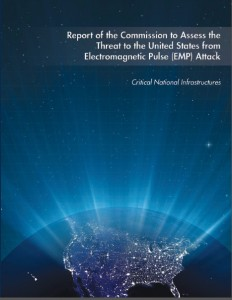 Report of the Commission to Assess the
Threat to the United States from
Electromagnetic Pulse (EMP) Attack
Critical National Infrastructures